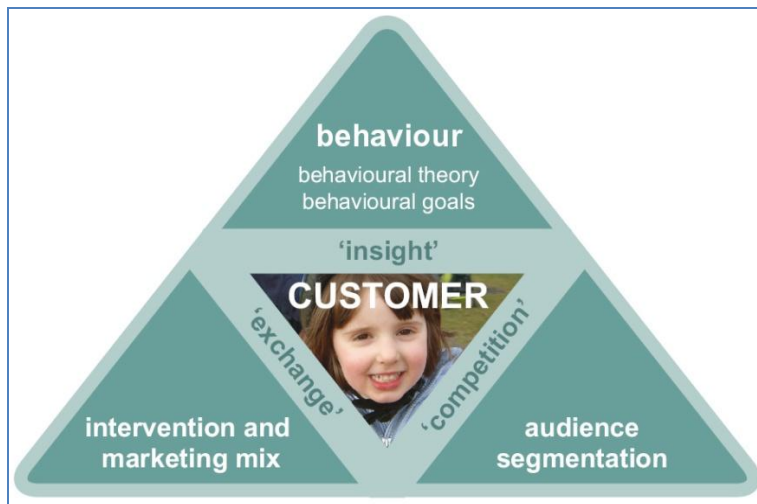 behaviour
behavioural theory
behavioural goals
‘insight’
CUSTOMER
‘exchange’
‘competition’
intervention and
marketing mix
audience
segmentation